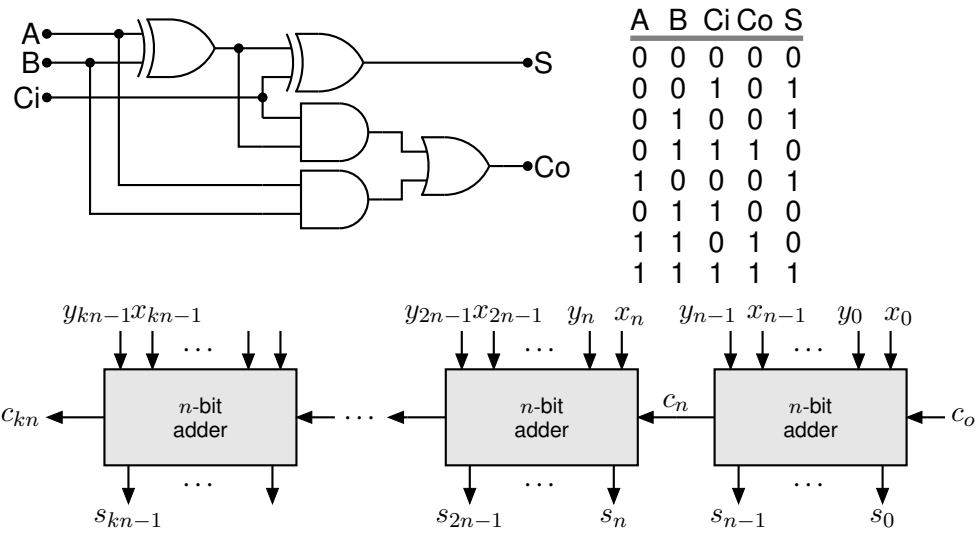 A
B
Ci
S
Co
A B Ci Co S
0 0 0 0 0
0 0 1 0 1
0 1 0 0 1
0 1 1 1 0
1 0 0 0 1
0 1 1 0 0
1 1 0 1 0
1 1 1 1 1
y_{kn−1} x_{kn−1} y_{2n−1} x_{2n−1} y_n x_n y_{n−1} x_{n−1} y_0 x_0
... ... ...
c_{kn} n-bit adder ... n-bit adder c_n n-bit adder c_o
... ... ...
s_{kn−1} s_{2n−1} s_n s_{n−1} s_0